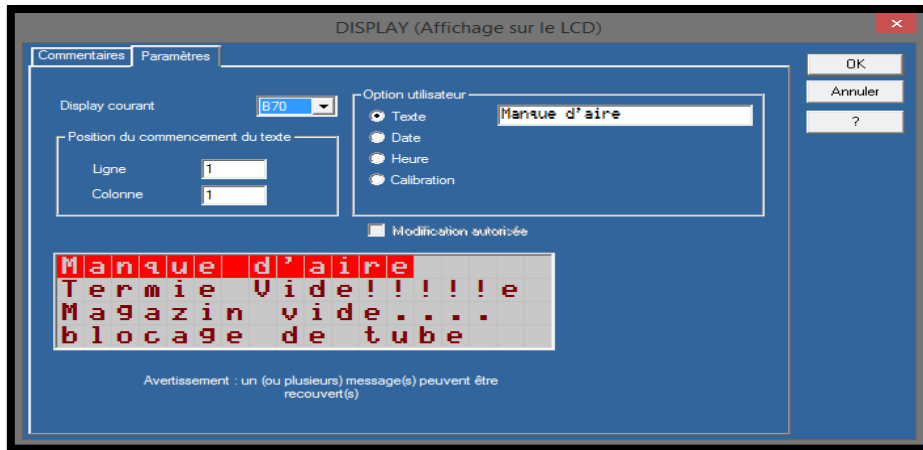 DISPLAY (Affichage sur le LCD)
Commentaires Paramètres
OK
Annuler
?
Display courant B70
Option utilisateur
Texte Manque d'aire
Date
Heure
Calibration
Position du commencement du texte
Ligne 1
Colonne 1
Modification autorisée
Manque d'aire
Termie Vide!!!!!e
Magazin vide....
blocage de tube
Avertissement : un (ou plusieurs) message(s) peuvent être
recouvert(s)